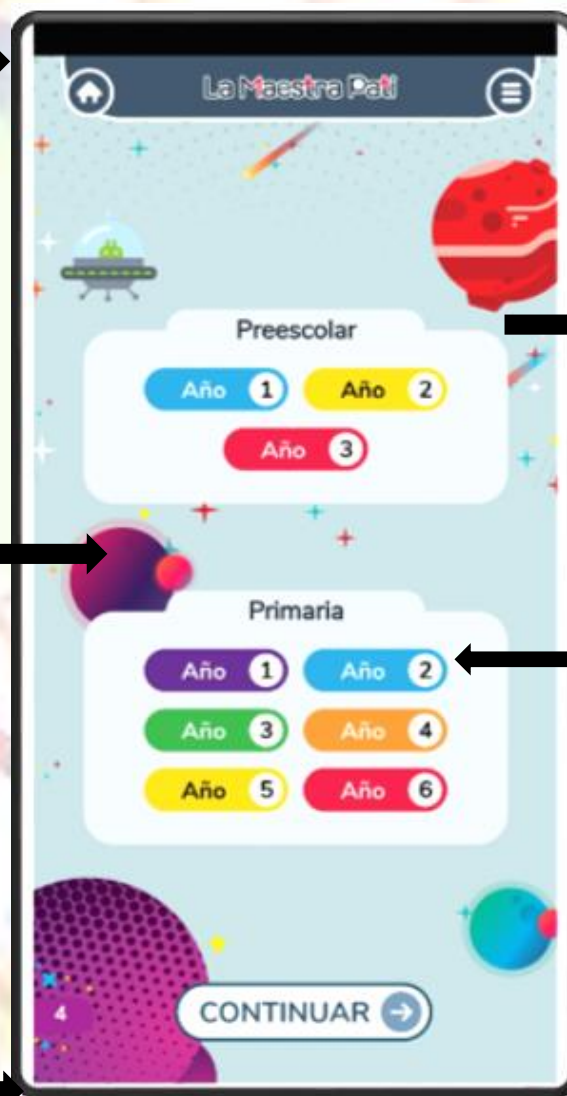 La Maestra Pati
Preescolar
Año 1 Año 2
Año 3
Primaria
Año 1 Año 2
Año 3 Año 4
Año 5 Año 6
4
CONTINUAR